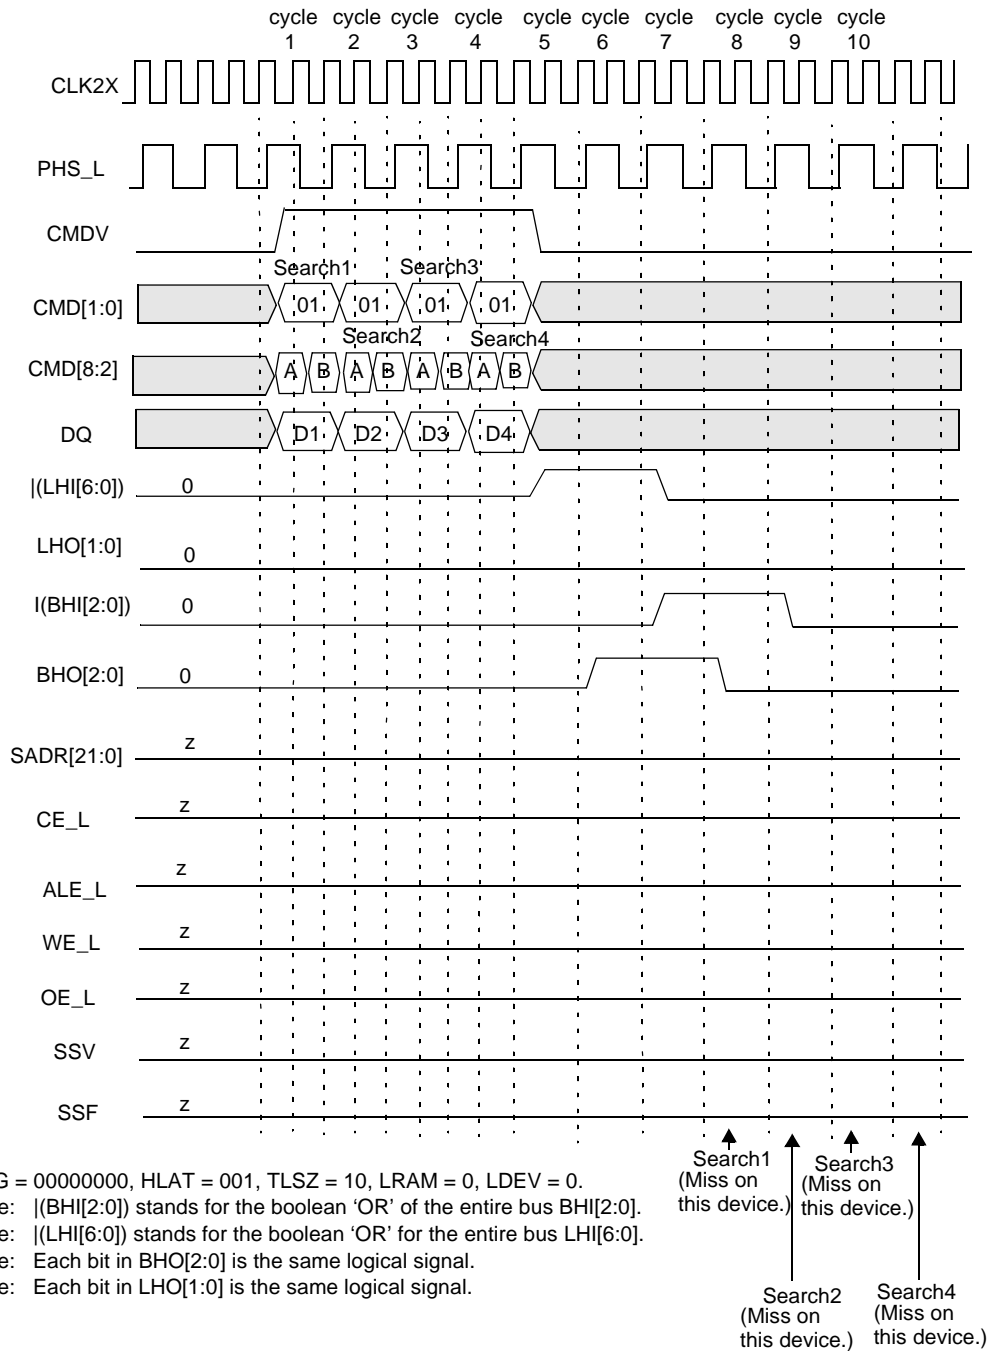 cycle cycle cycle cycle cycle cycle cycle cycle cycle cycle
1 2 3 4 5 6 7 8 9 10
CLK2X
PHS_L
CMDV
Search1 Search3
CMD[1:0] 01 01 01 01
Search2 Search4
CMD[8:2] A B A B A B A B
DQ D1 D2 D3 D4
|(LHI[6:0]) 0
LHO[1:0] 0
I(BHI[2:0]) 0
BHO[2:0] 0
SADR[21:0] z
CE_L z
ALE_L z
WE_L z
OE_L z
SSV z
SSF z
Search1
(Miss on
this device.)
Search3
(Miss on
this device.)
G = 00000000, HLAT = 001, TLSZ = 10, LRAM = 0, LDEV = 0.
e: |(BHI[2:0]) stands for the boolean ‘OR’ of the entire bus BHI[2:0].
e: |(LHI[6:0]) stands for the boolean ‘OR’ for the entire bus LHI[6:0].
e: Each bit in BHO[2:0] is the same logical signal.
e: Each bit in LHO[1:0] is the same logical signal.
Search2
(Miss on
this device.)
Search4
(Miss on
this device.)